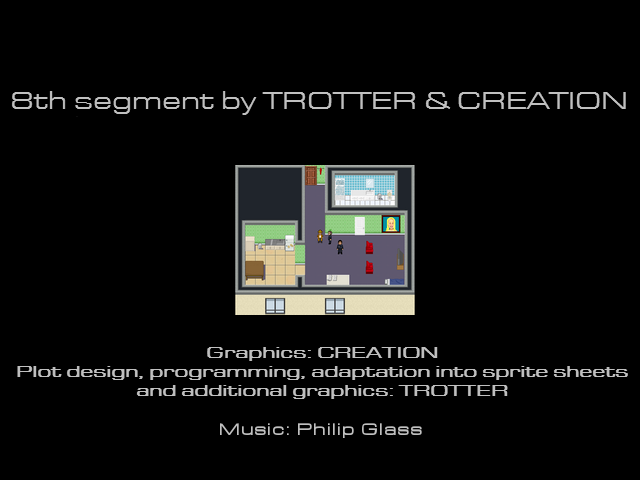 8th segment by TROTTER & CREATION
Graphics: CREATION
Plot design, programming, adaptation into sprite sheets
and additional graphics: TROTTER
Music: Philip Glass